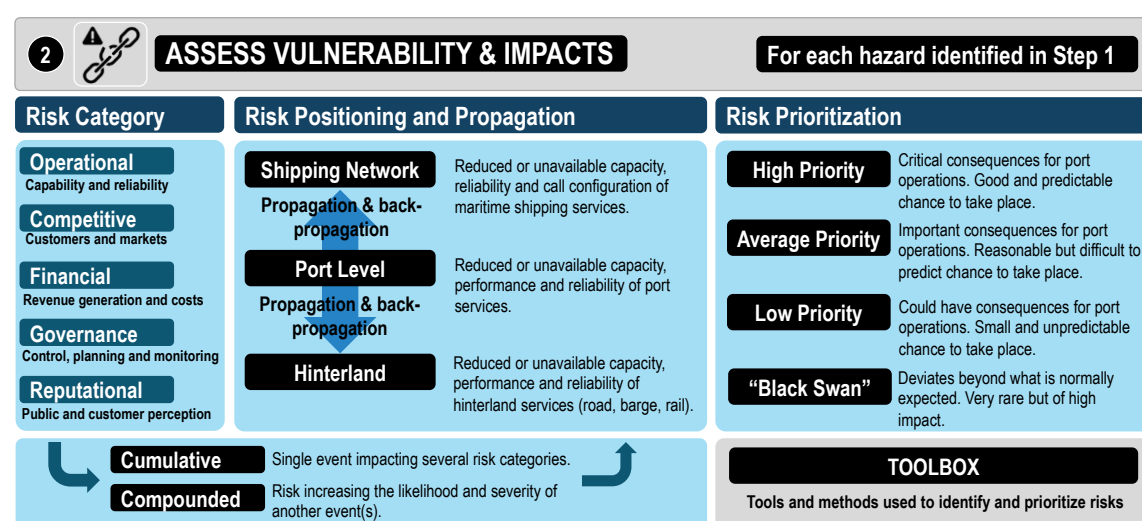 2
ASSESS VULNERABILITY & IMPACTS
For each hazard identified in Step 1
Risk Category
Operational
Capability and reliability
Competitive
Customers and markets
Financial
Revenue generation and costs
Governance
Control, planning and monitoring
Reputational
Public and customer perception
Risk Positioning and Propagation
Shipping Network
Reduced or unavailable capacity,
reliability and call configuration of
maritime shipping services.
Propagation & back-
propagation
Port Level
Reduced or unavailable capacity,
performance and reliability of port
services.
Propagation & back-
propagation
Hinterland
Reduced or unavailable capacity,
performance and reliability of
hinterland services (road, barge, rail).
Risk Prioritization
High Priority
Critical consequences for port
operations. Good and predictable
chance to take place.
Average Priority
Important consequences for port
operations. Reasonable but difficult to
predict chance to take place.
Low Priority
Could have consequences for port
operations. Small and unpredictable
chance to take place.
“Black Swan”
Deviates beyond what is normally
expected. Very rare but of high
impact.
Cumulative
Single event impacting several risk categories.
Compounded
Risk increasing the likelihood and severity of
another event(s).
TOOLBOX
Tools and methods used to identify and prioritize risks